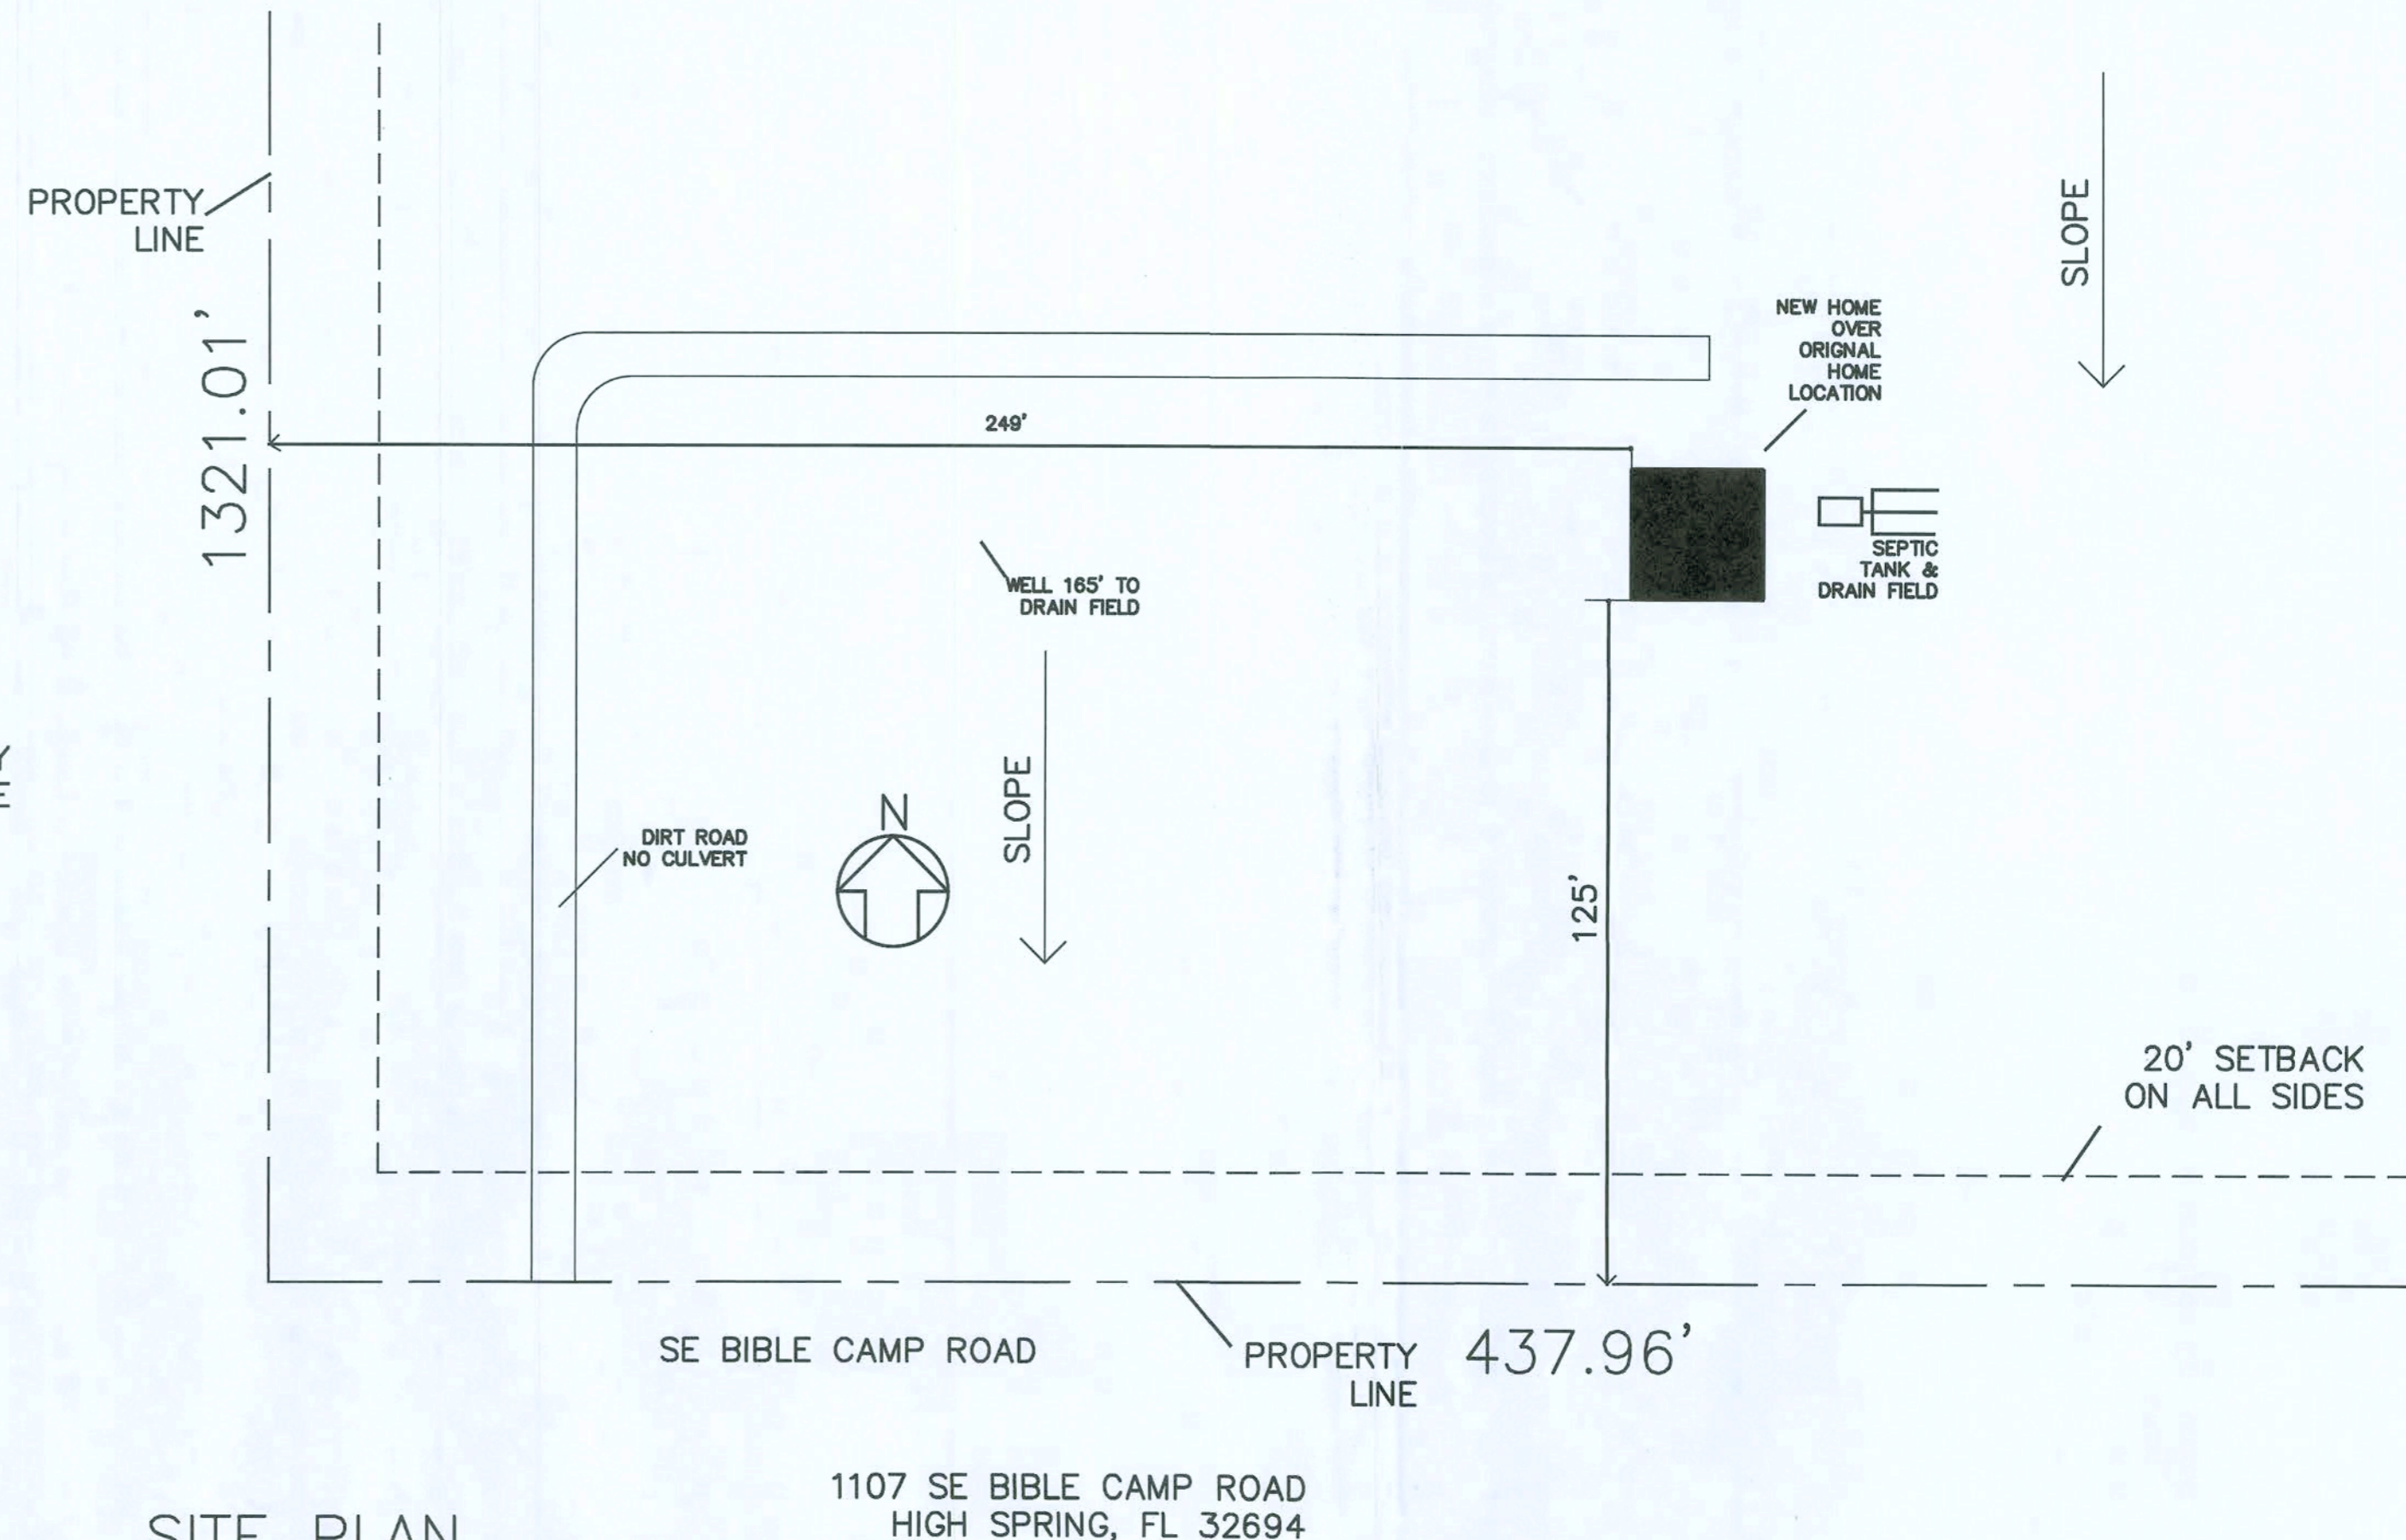 PROPERTY
LINE
1321.01'
249'
NEW HOME
OVER
ORIGNAL
HOME
LOCATION
SLOPE
WELL 165' TO
DRAIN FIELD
SEPTIC
TANK &
DRAIN FIELD
DIRT ROAD
NO CULVERT
N
SLOPE
125'
20' SETBACK
ON ALL SIDES
SE BIBLE CAMP ROAD
PROPERTY
LINE
437.96'
1107 SE BIBLE CAMP ROAD
HIGH SPRING, FL 32694
SITE PLAN